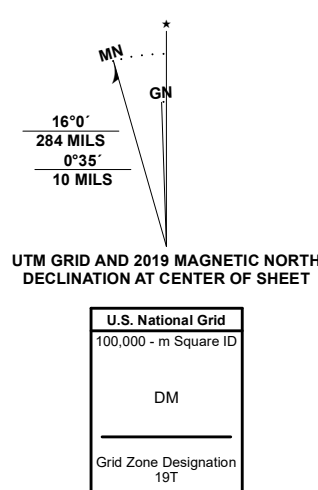 ★
MN
GN
16°0´
284 MILS
0°35´
10 MILS
UTM GRID AND 2019 MAGNETIC NORTH
DECLINATION AT CENTER OF SHEET
U.S. National Grid
100,000 - m Square ID
DM
Grid Zone Designation
19T